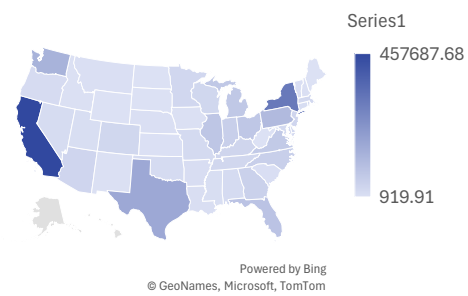 Series1
457687.68
919.91
Powered by Bing
© GeoNames, Microsoft, TomTom